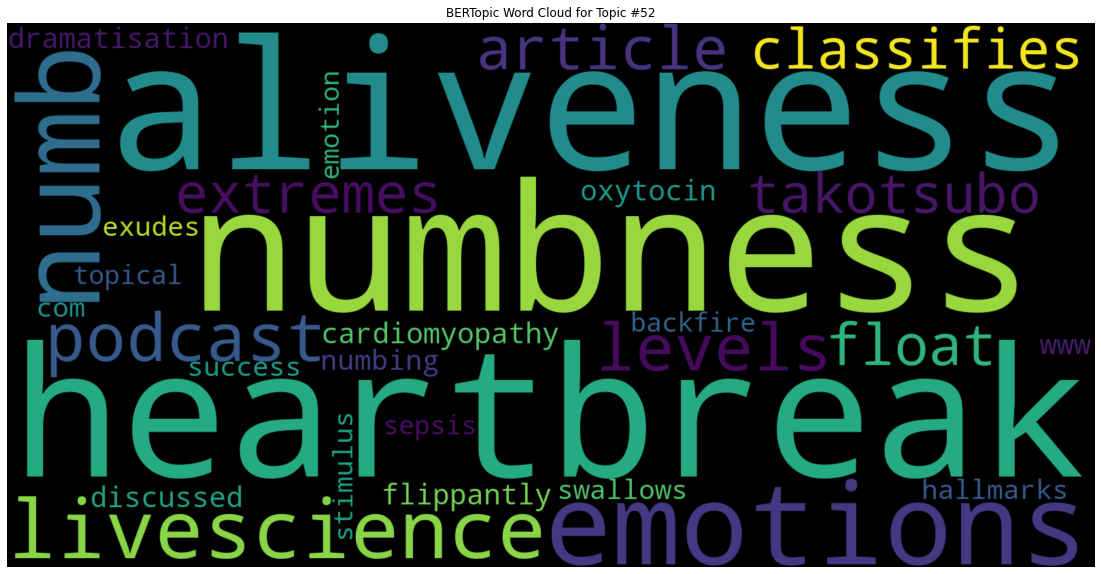 BERTopic Word Cloud for Topic #52
dramatisation
article
classifies
numb
aliveness
emotion
extremes
oxytocin
takotsubo
exudes
numbness
topical
com
podcast
cardiomyopathy
backfire
levels
float
www
success
numbing
heartbreak
sepsis
stimulus
discussed
flippantly
swallows
hallmarks
livescience
emotions